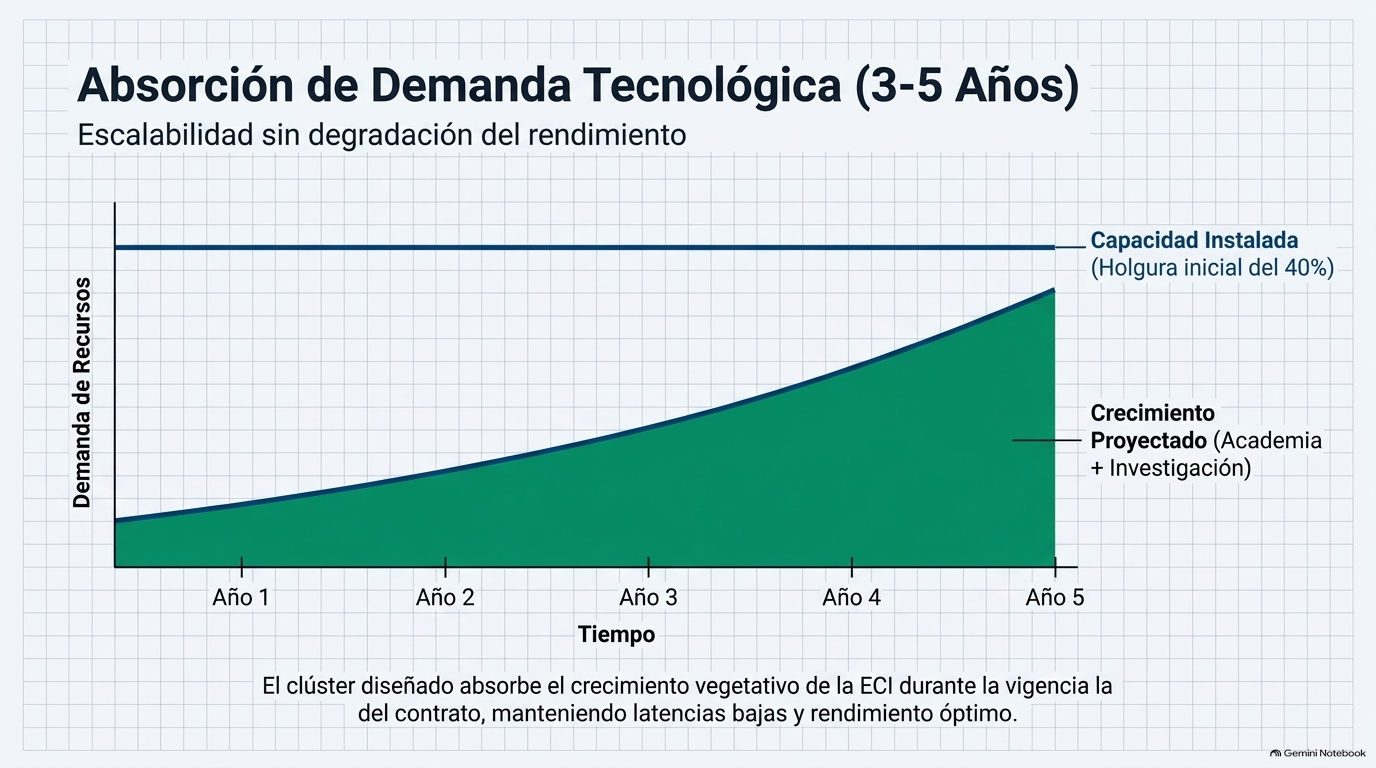 Absorción de Demanda Tecnológica (3-5 Años)
Escalabilidad sin degradación del rendimiento
Capacidad Instalada
(Holgura inicial del 40%)
Demanda de Recursos
Crecimiento
Proyectado (Academia
+ Investigación)
Año 1
Año 2
Año 3
Año 4
Año 5
Tiempo
El clúster diseñado absorbe el crecimiento vegetativo de la ECI durante la vigencia la
del contrato, manteniendo latencias bajas y rendimiento óptimo.
Gemini Notebook